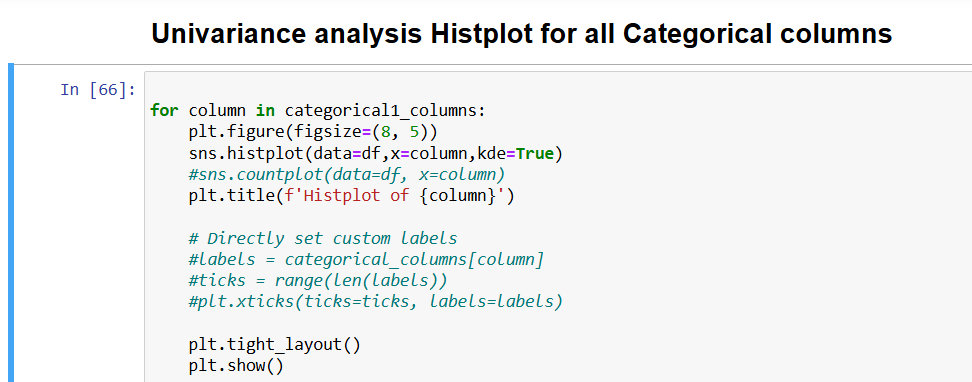 Univariance analysis Histplot for all Categorical columns
In [66]:
for column in categorical1_columns:
    plt.figure(figsize=(8, 5))
    sns.histplot(data=df,x=column,kde=True)
    #sns.countplot(data=df, x=column)
    plt.title(f'Histplot of {column}')
    # Directly set custom labels
    #labels = categorical_columns[column]
    #ticks = range(len(labels))
    #plt.xticks(ticks=ticks, labels=labels)
    plt.tight_layout()
    plt.show()